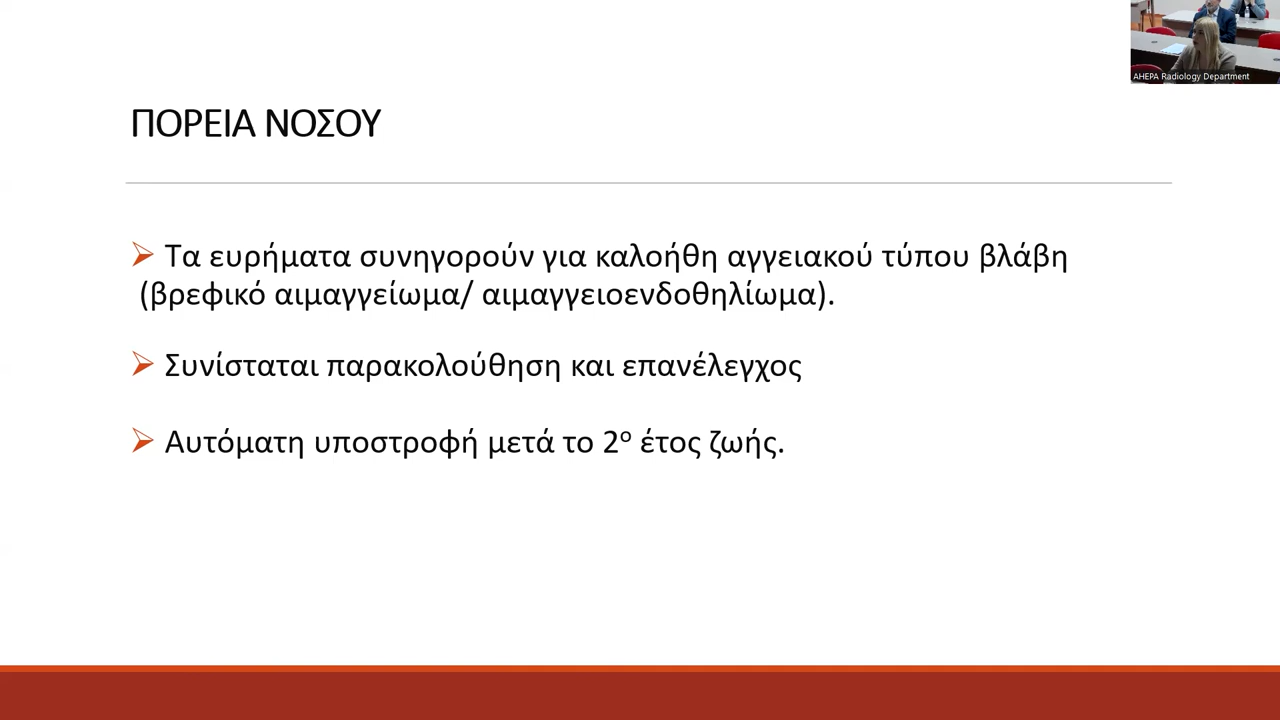 AHEPA Radiology Department
ΠΟΡΕΙΑ ΝΟΣΟΥ
Τα ευρήματα συνηγορούν για καλοήθη αγγειακού τύπου βλάβη
(βρεφικό αιμαγγείωμα/ αιμαγγειοενδοθηλίωμα).
Συνίσταται παρακολούθηση και επανέλεγχος
Αυτόματη υποστροφή μετά το 2ο έτος ζωής.